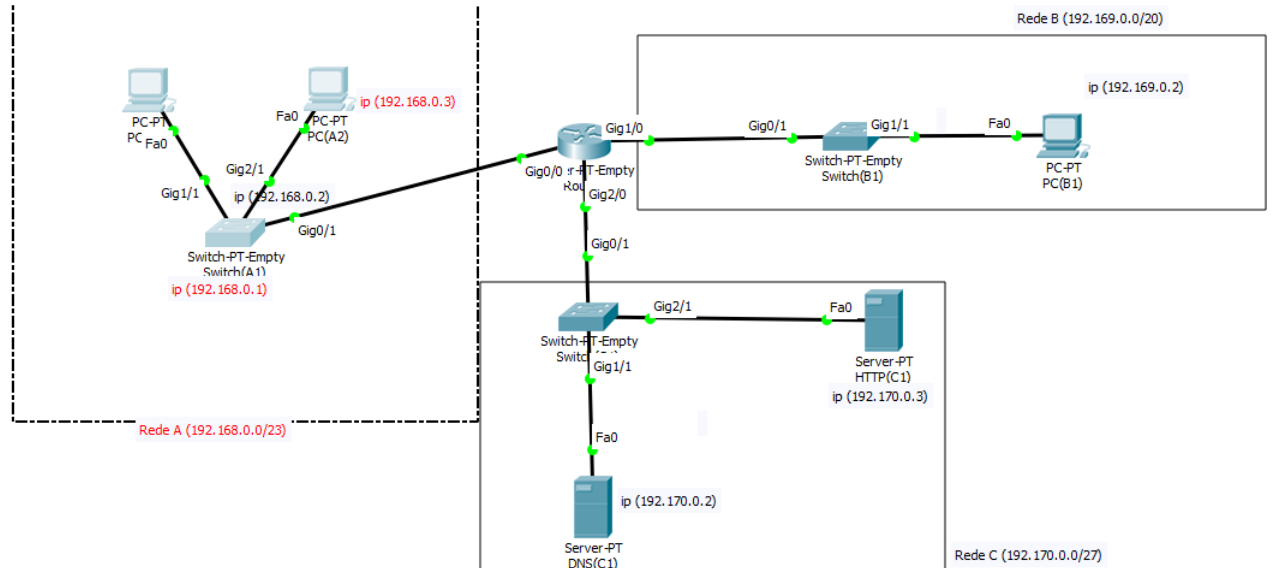 Rede B (192.169.0.0/20)
PC-PT
PC
Fa0
ip (192.168.0.3)
PC-PT
PC(A2)
Fa0
Gig1/1
Gig2/1
ip (192.168.0.2)
Gig0/1
Switch-PT-Empty
Switch(A1)
ip (192.168.0.1)
Rede A (192.168.0.0/23)
Gig0/0
-PT-Empty
Gig1/0
Gig2/0
Gig0/1
Gig1/1
Switch-PT-Empty
Switch(B1)
Fa0
ip (192.169.0.2)
PC-PT
PC(B1)
Gig0/1
Switch-PT-Empty
Gig2/1
Gig1/1
Fa0
Server-PT
HTTP(C1)
ip (192.170.0.3)
Fa0
ip (192.170.0.2)
Server-PT
DNS(C1)
Rede C (192.170.0.0/27)